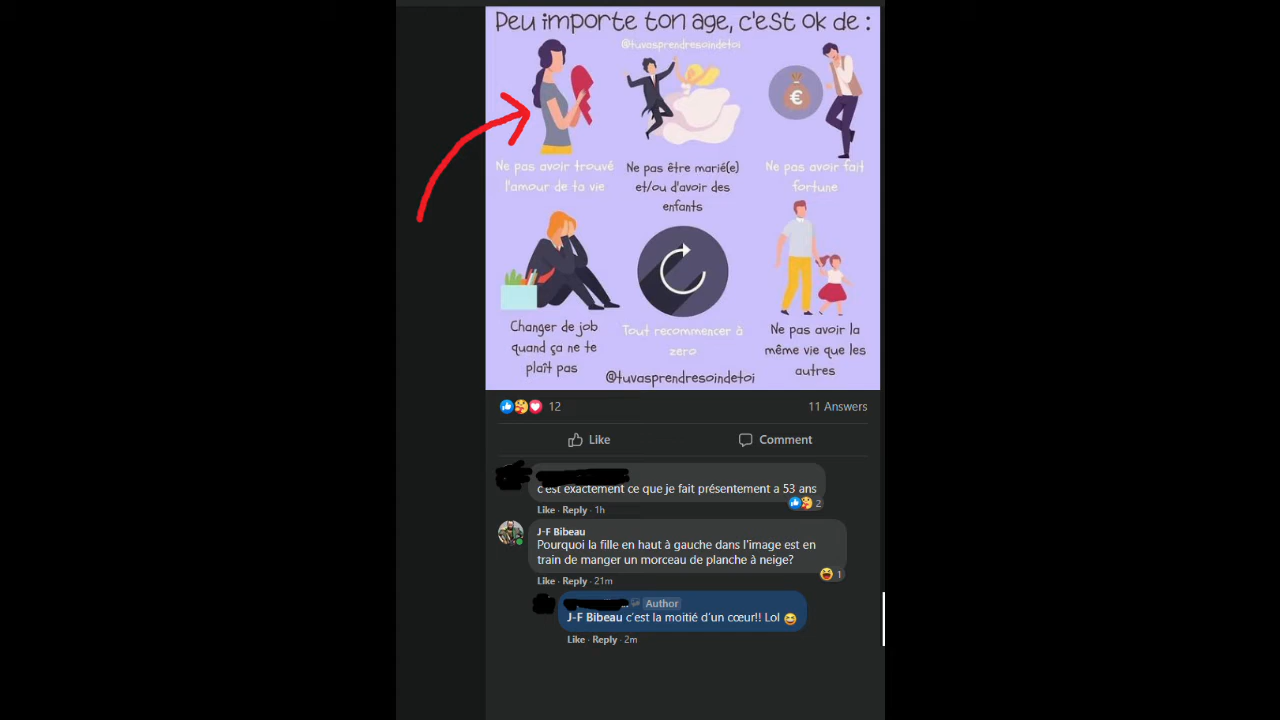 Peu importe ton age, c'est ok de :
@tuvasprendresoindetoi
€
Ne pas avoir trouvé
l'amour de ta vie
Ne pas être marié(e)
et/ou d'avoir des
enfants
Ne pas avoir fait
fortune
Changer de job
quand ça ne te
plaît pas
Tout recommencer à
zero
Ne pas avoir la
même vie que les
autres
@tuvasprendresoindetoi
12
11 Answers
Like
Comment
c'est exactement ce que je fait présentement a 53 ans
2
Like · Reply · 1h
J-F Bibeau
Pourquoi la fille en haut à gauche dans l'image est en
train de manger un morceau de planche à neige?
1
Like · Reply · 21m
Author
J-F Bibeau c'est la moitié d'un cœur!! Lol 😂
Like · Reply · 2m